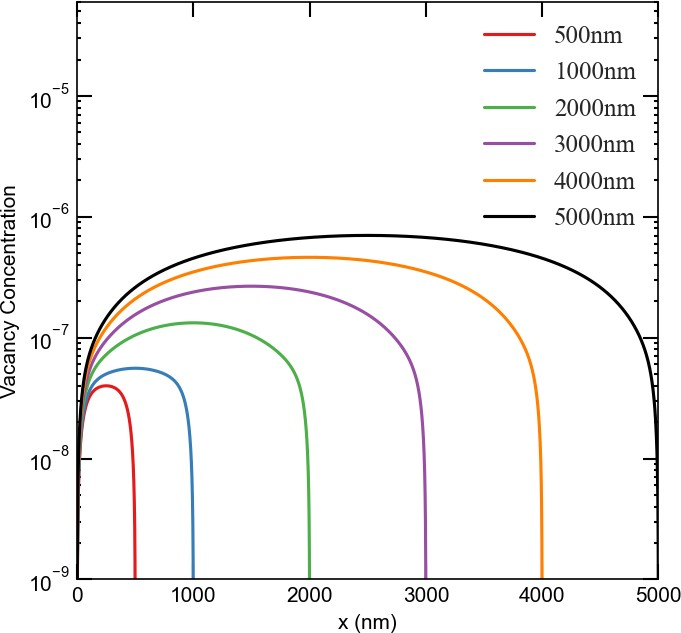 500nm
1000nm
2000nm
3000nm
4000nm
5000nm
10⁻⁵
10⁻⁶
10⁻⁷
10⁻⁸
10⁻⁹
Vacancy Concentration
0 1000 2000 3000 4000 5000
x (nm)